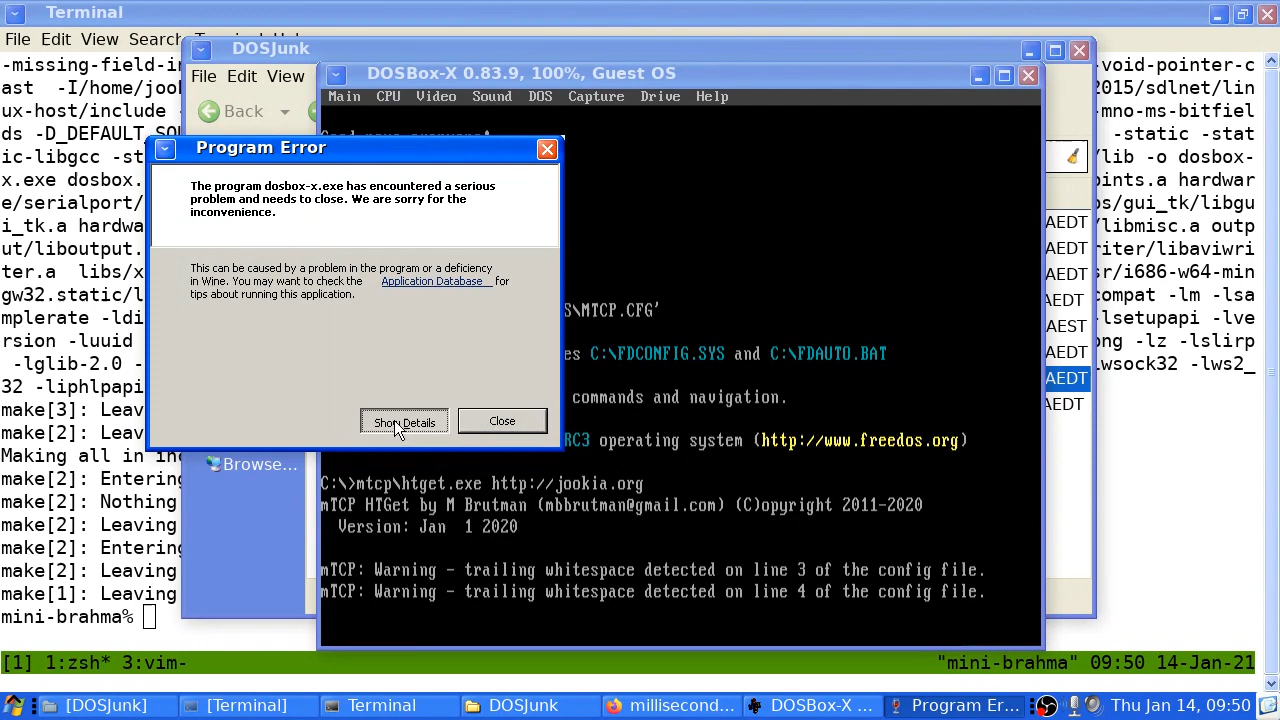 Terminal
File Edit View Search Terminal Help
-missing-field-in
ast -I/home/jook
ux-host/include -
ds -D_DEFAULT_SOU
ic-libgcc -st
x.exe dosbox.
e/serialport/
i_tk.a hardwa
ut/liboutput.
ter.a libs/x
gw32.static/l
mplerate -ldi
rsion -luuid
-lglib-2.0 -
32 -liphlpapi
make[3]: Leav
make[2]: Leav
Making all in inc
make[2]: Entering
make[2]: Nothing
make[2]: Leaving
make[2]: Entering
make[2]: Leaving
make[1]: Leaving
mini-brahma%
-void-pointer-c
2015/sdlnet/lin
-mno-ms-bitfiel
-static -stat
/lib -o dosbox-
oints.a hardwar
bs/gui_tk/libgu
/libmisc.a outp
riter/libaviwri
sr/i686-w64-min
compat -lm -lsa
-lsetupapi -lve
ong -lz -lslirp
lwsock32 -lws2_
DOSJunk
File Edit View
Back
AEDT
AEDT
AEDT
AEDT
AEST
AEDT
AEDT
AEDT
Browse...
DOSBox-X 0.83.9, 100%, Guest OS
Main CPU Video Sound DOS Capture Drive Help
S\MTCP.CFG'
es C:\FDCONFIG.SYS and C:\FDAUTO.BAT
commands and navigation.
RC3 operating system (http://www.freedos.org)
C:\>mtcp\htget.exe http://jookia.org
mTCP HTGet by M Brutman (mbbrutman@gmail.com) (C)opyright 2011-2020
Version: Jan 1 2020
mTCP: Warning - trailing whitespace detected on line 3 of the config file.
mTCP: Warning - trailing whitespace detected on line 4 of the config file.
Program Error
The program dosbox-x.exe has encountered a serious
problem and needs to close. We are sorry for the
inconvenience.
This can be caused by a problem in the program or a deficiency
in Wine. You may want to check the Application Database for
tips about running this application.
Show Details Close
[1] 1:zsh* 3:vim- "mini-brahma" 09:50 14-Jan-21
[DOSJunk] [Terminal] Terminal DOSJunk millisecond... DOSBox-X ... Program Er... Thu Jan 14, 09:50